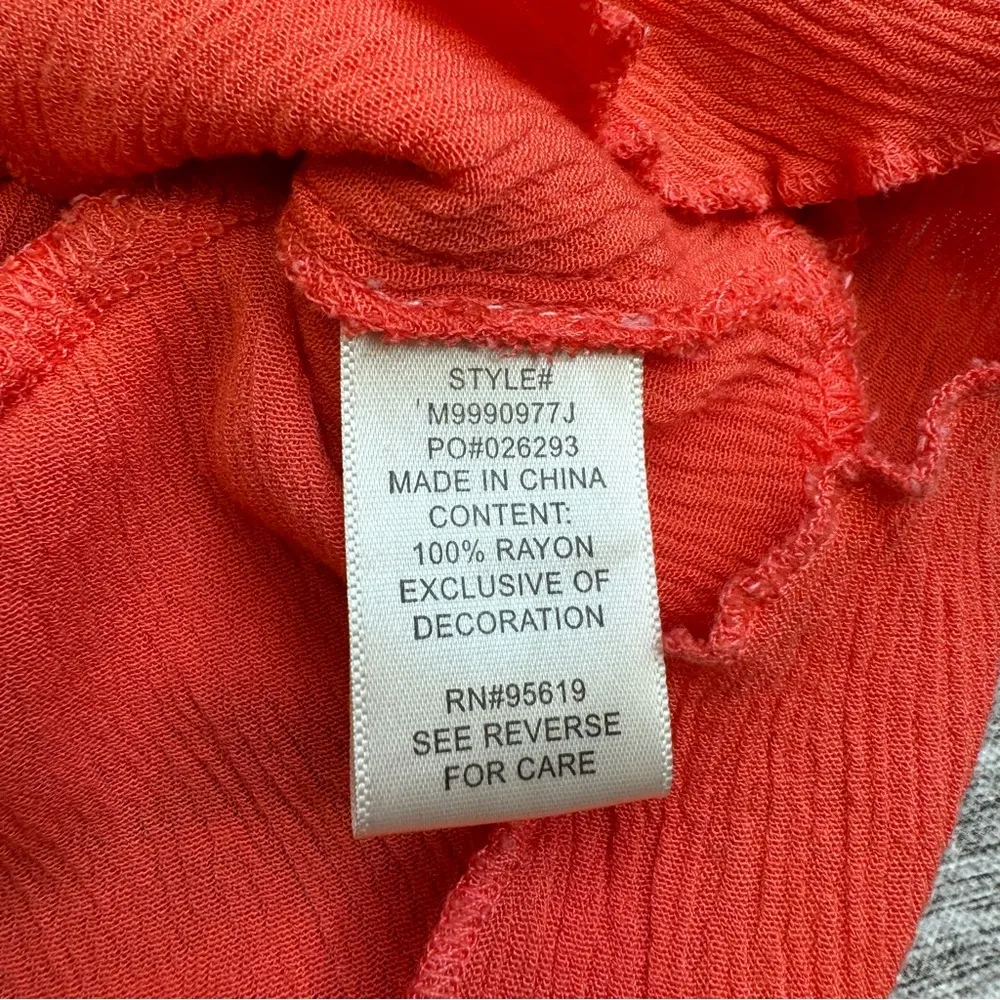 STYLE#
'M9990977J
PO#026293
MADE IN CHINA
CONTENT:
100% RAYON
EXCLUSIVE OF
DECORATION
RN#95619
SEE REVERSE
FOR CARE